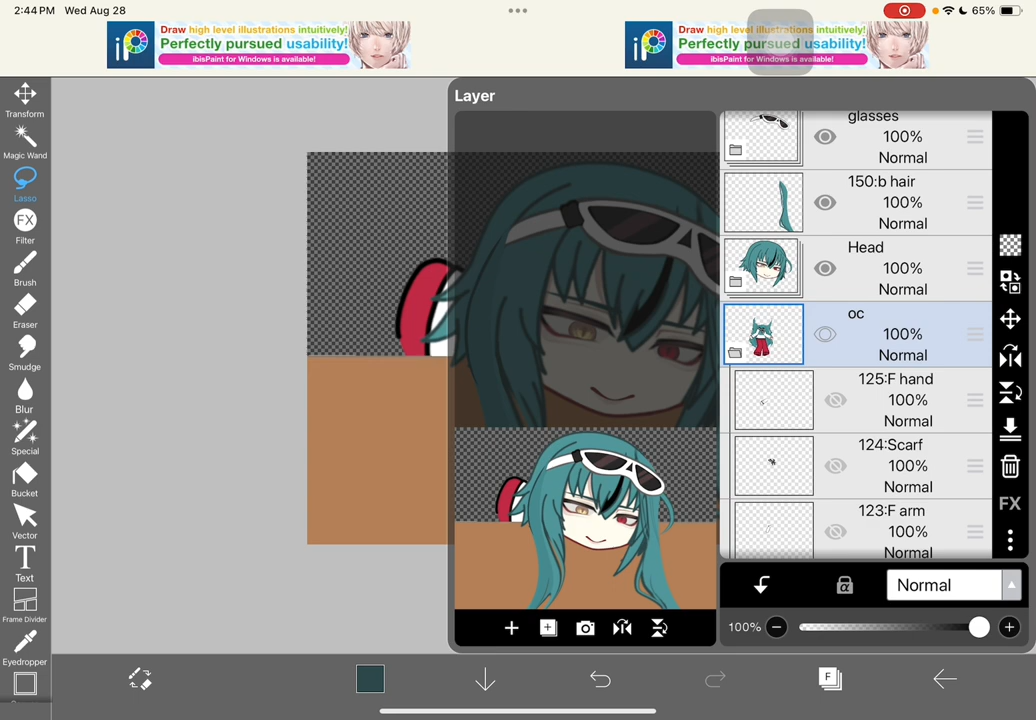 2:44 PM Wed Aug 28
65%
Draw high level illustrations intuitively!
Perfectly pursued usability!
ibisPaint for Windows is available!
Draw high level illustrations intuitively!
Perfectly pursued usability!
ibisPaint for Windows is available!
Transform
Magic Wand
Lasso
FX
Filter
Brush
Eraser
Smudge
Blur
Special
Bucket
Vector
T
Text
Frame Divider
Eyedropper
Layer
glasses
100%
Normal
150:b hair
100%
Normal
Head
100%
Normal
oc
100%
Normal
125:F hand
100%
Normal
124:Scarf
100%
Normal
123:F arm
100%
Normal
FX
α
Normal
100%
F